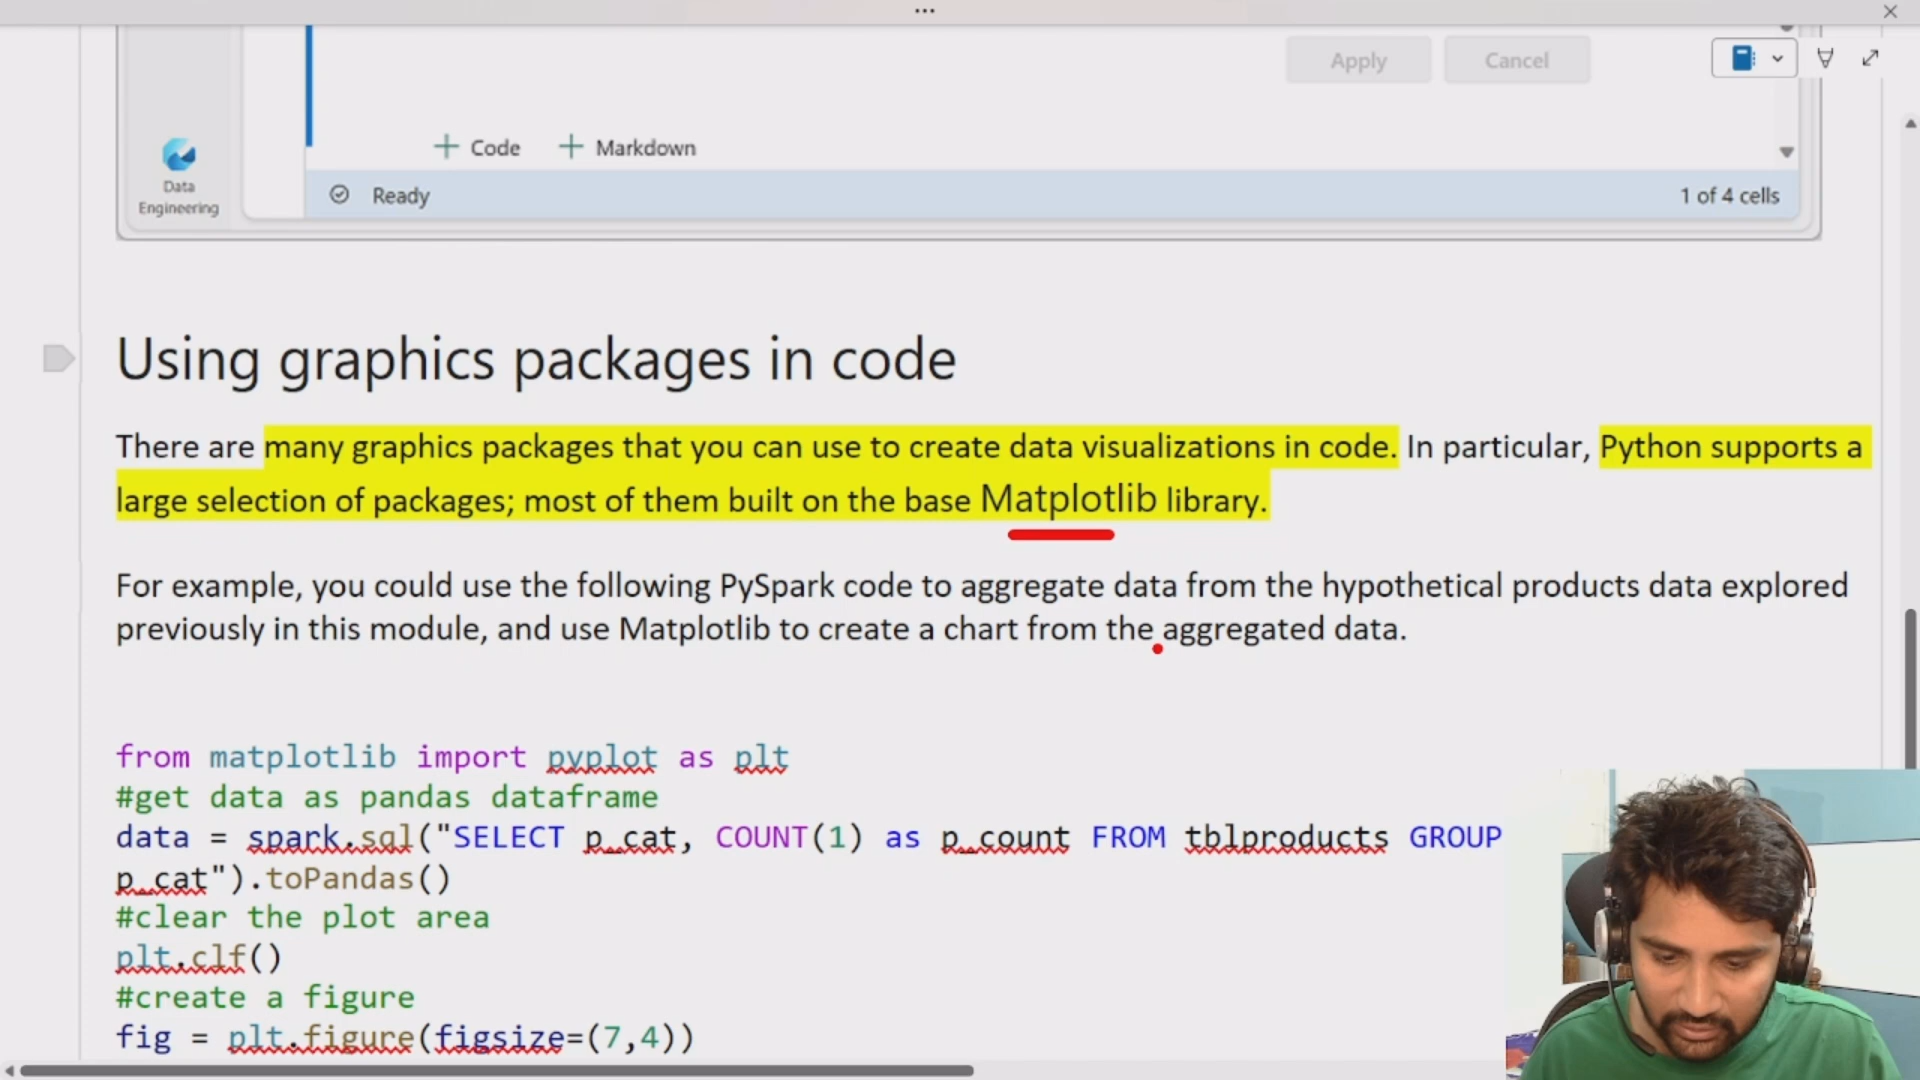 ...
Apply Cancel
+ Code + Markdown
Data
Engineering
Ready 1 of 4 cells
Using graphics packages in code
There are many graphics packages that you can use to create data visualizations in code. In particular, Python supports a
large selection of packages; most of them built on the base Matplotlib library.
For example, you could use the following PySpark code to aggregate data from the hypothetical products data explored
previously in this module, and use Matplotlib to create a chart from the aggregated data.
from matplotlib import pyplot as plt
#get data as pandas dataframe
data = spark.sql("SELECT p_cat, COUNT(1) as p_count FROM tblproducts GROUP
p_cat").toPandas()
#clear the plot area
plt.clf()
#create a figure
fig = plt.figure(figsize=(7,4))